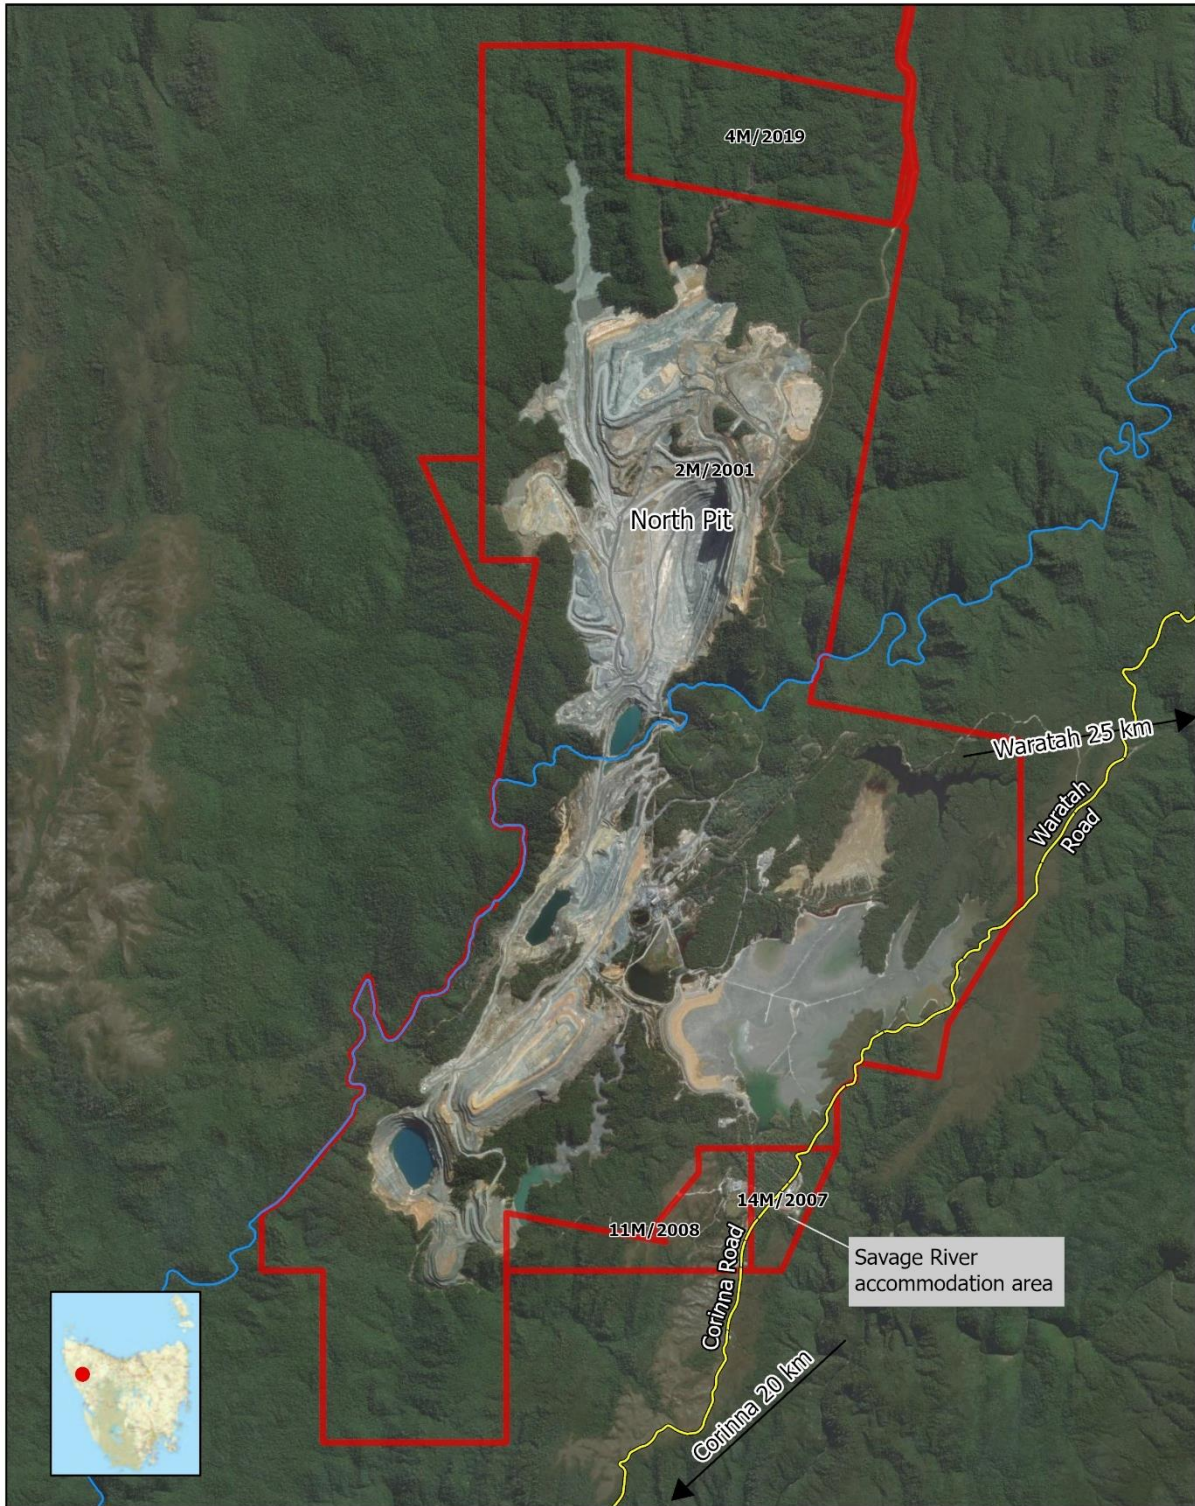 4M/2019
2M/2001
North Pit
Waratah 25 km
Waratah
Road
14M/2007
11M/2008
Corinna Road
Savage River
accommodation area
Corinna 20 km